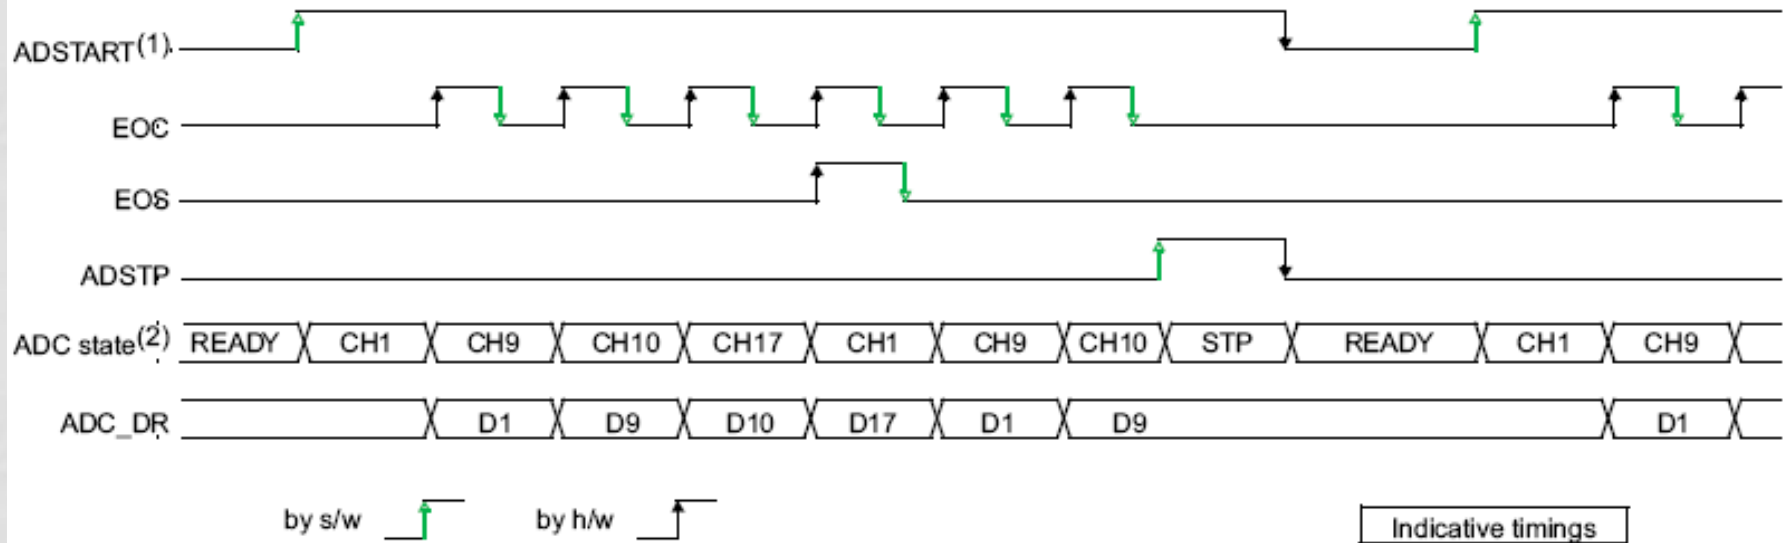 ADSTART(1)
EOC
EOS
ADSTP
ADC state(2) READY CH1 CH9 CH10 CH17 CH1 CH9 CH10 STP READY CH1 CH9
ADC_DR D1 D9 D10 D17 D1 D9 D1
by s/w by h/w Indicative timings